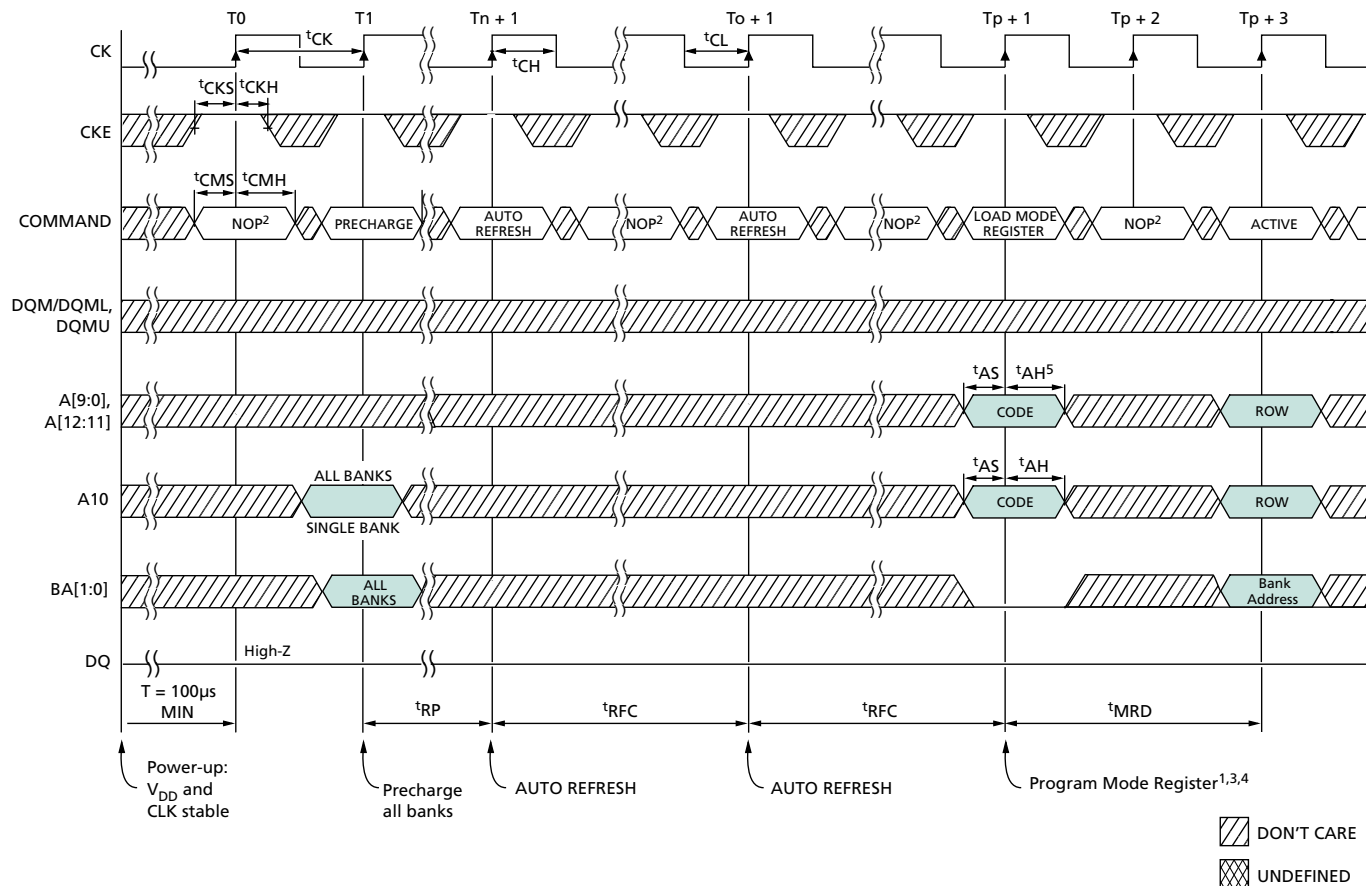 T0 T1 Tn + 1 To + 1 Tp + 1 Tp + 2 Tp + 3
CK
tCK
tCH
tCL
tCKS tCKH
CKE
tCMS tCMH
COMMAND
NOP2
PRECHARGE
AUTO
REFRESH
NOP2
AUTO
REFRESH
NOP2
LOAD MODE
REGISTER
NOP2
ACTIVE
DQM/DQML,
DQMU
tAS tAH5
A[9:0],
A[12:11]
CODE
ROW
ALL BANKS
tAS tAH
A10
CODE
ROW
SINGLE BANK
BA[1:0]
ALL
BANKS
Bank
Address
DQ
High-Z
T = 100µs
MIN
tRP
tRFC
tRFC
tMRD
Power-up:
VDD and
CLK stable
Precharge
all banks
AUTO REFRESH
AUTO REFRESH
Program Mode Register1,3,4
DON'T CARE
UNDEFINED